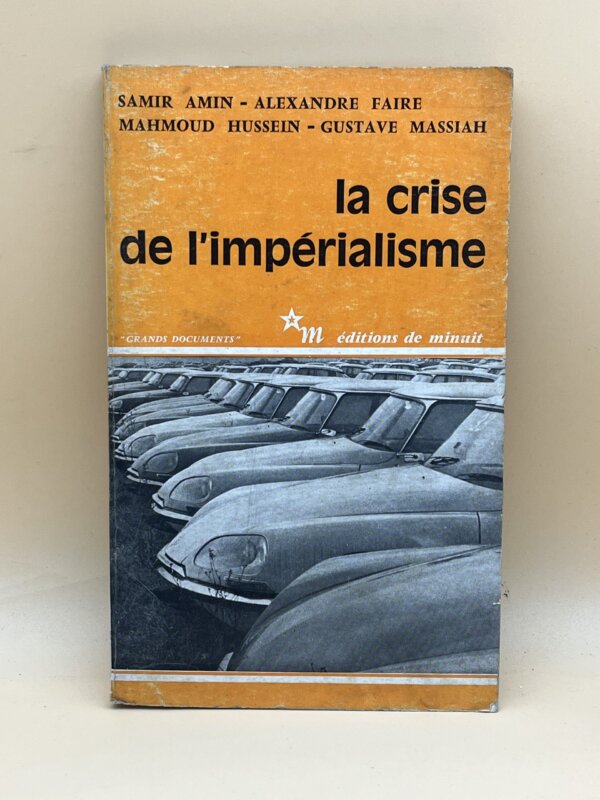 SAMIR AMIN - ALEXANDRE FAIRE
MAHMOUD HUSSEIN - GUSTAVE MASSIAH
la crise
de l'impérialisme
"GRANDS DOCUMENTS" m éditions de minuit